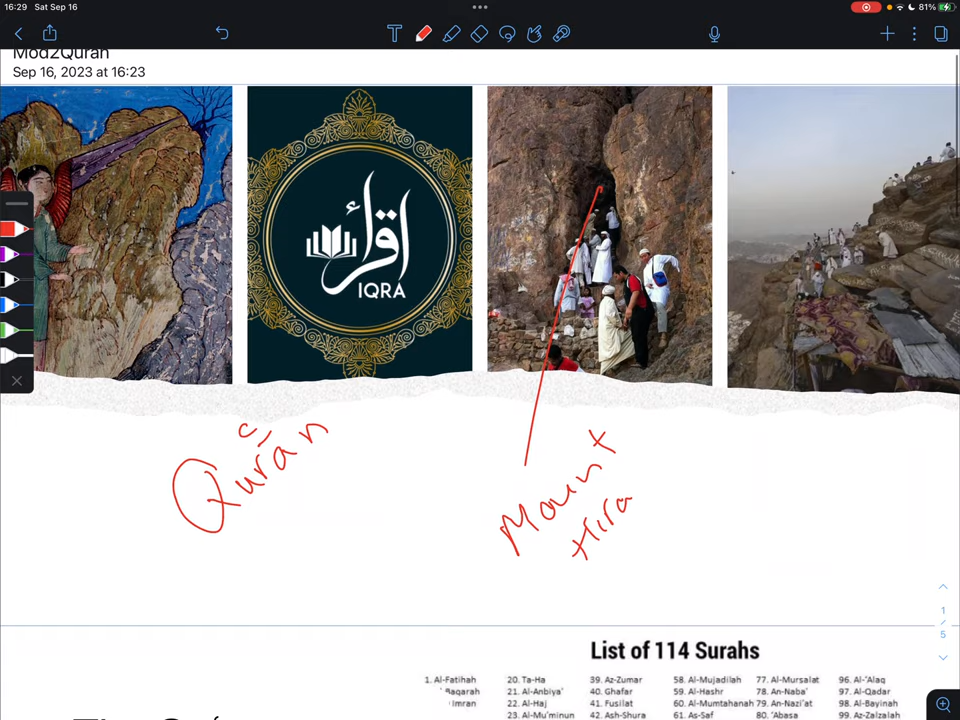 16:29 Sat Sep 16
81%
Mod2Quran
Sep 16, 2023 at 16:23
اقرأ
IQRA
Qur'ān
Mount
Hira
1
5
List of 114 Surahs
1. Al-Fatihah 20. Ta-Ha 39. Az-Zumar 58. Al-Mujadilah 77. Al-Mursalat 96. Al-'Alaq
Baqarah 21. Al-Anbiya' 40. Ghafar 59. Al-Hashr 78. An-Naba' 97. Al-Qadar
Imran 22. Al-Haj 41. Fusilat 60. Al-Mumtahanah 79. An-Nazi'at 98. Al-Bayinah
23. Al-Mu'minun 42. Ash-Shura 61. As-Saf 80. 'Abasa 99. Az-Zalzalah